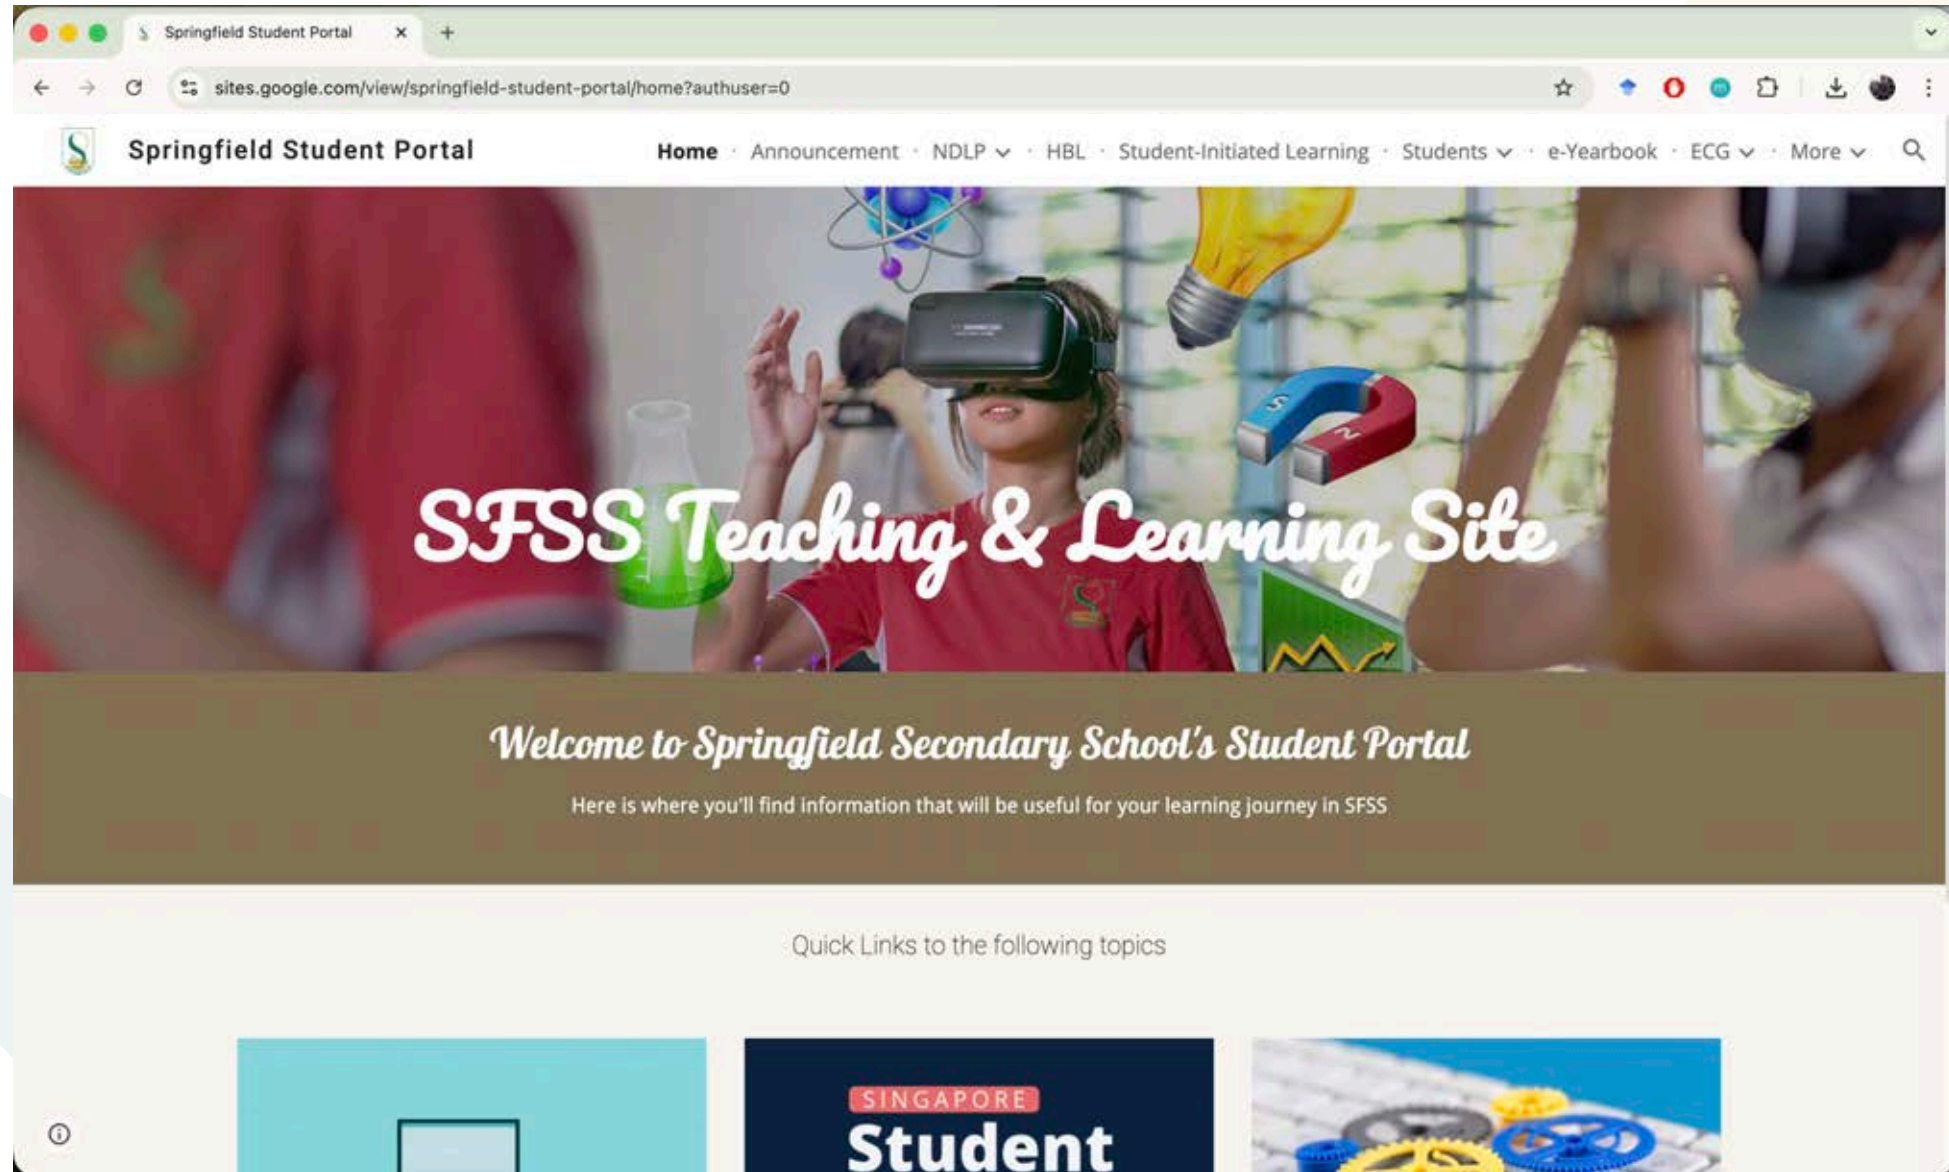 Springfield Student Portal
sites.google.com/view/springfield-student-portal/home?authuser=0
Springfield Student Portal
Home · Announcement · NDLP · HBL · Student-Initiated Learning · Students · e-Yearbook · ECG · More
S
N
SFSS Teaching & Learning Site
Welcome to Springfield Secondary School's Student Portal
Here is where you'll find information that will be useful for your learning journey in SFSS
Quick Links to the following topics
SINGAPORE
Student